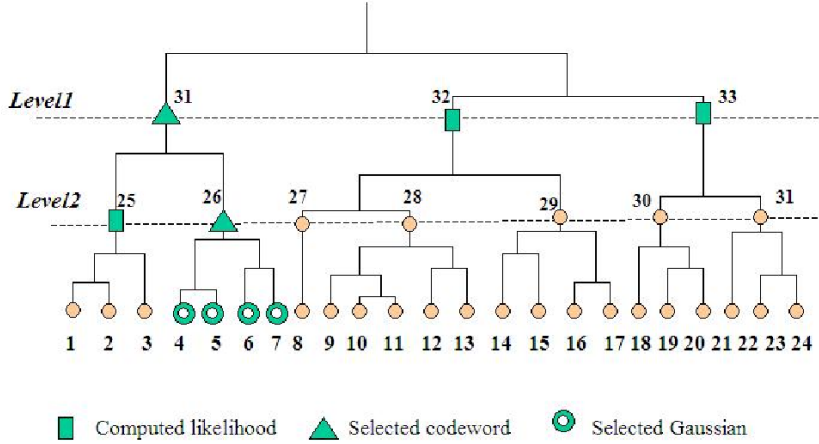 Level1 31 32 33
Level2 25 26 27 28 29 30 31
1 2 3 4 5 6 7 8 9 10 11 12 13 14 15 16 17 18 19 20 21 22 23 24
Computed likelihood Selected codeword Selected Gaussian